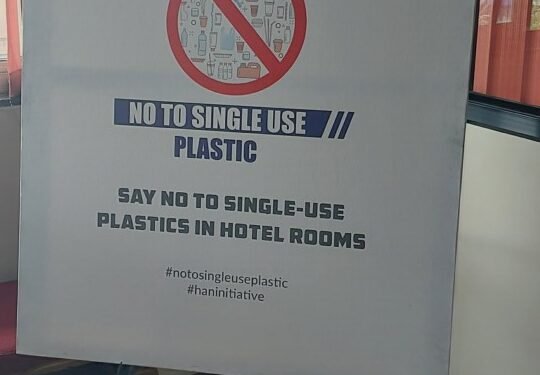 NO TO SINGLE USE
PLASTIC
SAY NO TO SINGLE-USE
PLASTICS IN HOTEL ROOMS
#notosingleuseplastic
#haninitiative